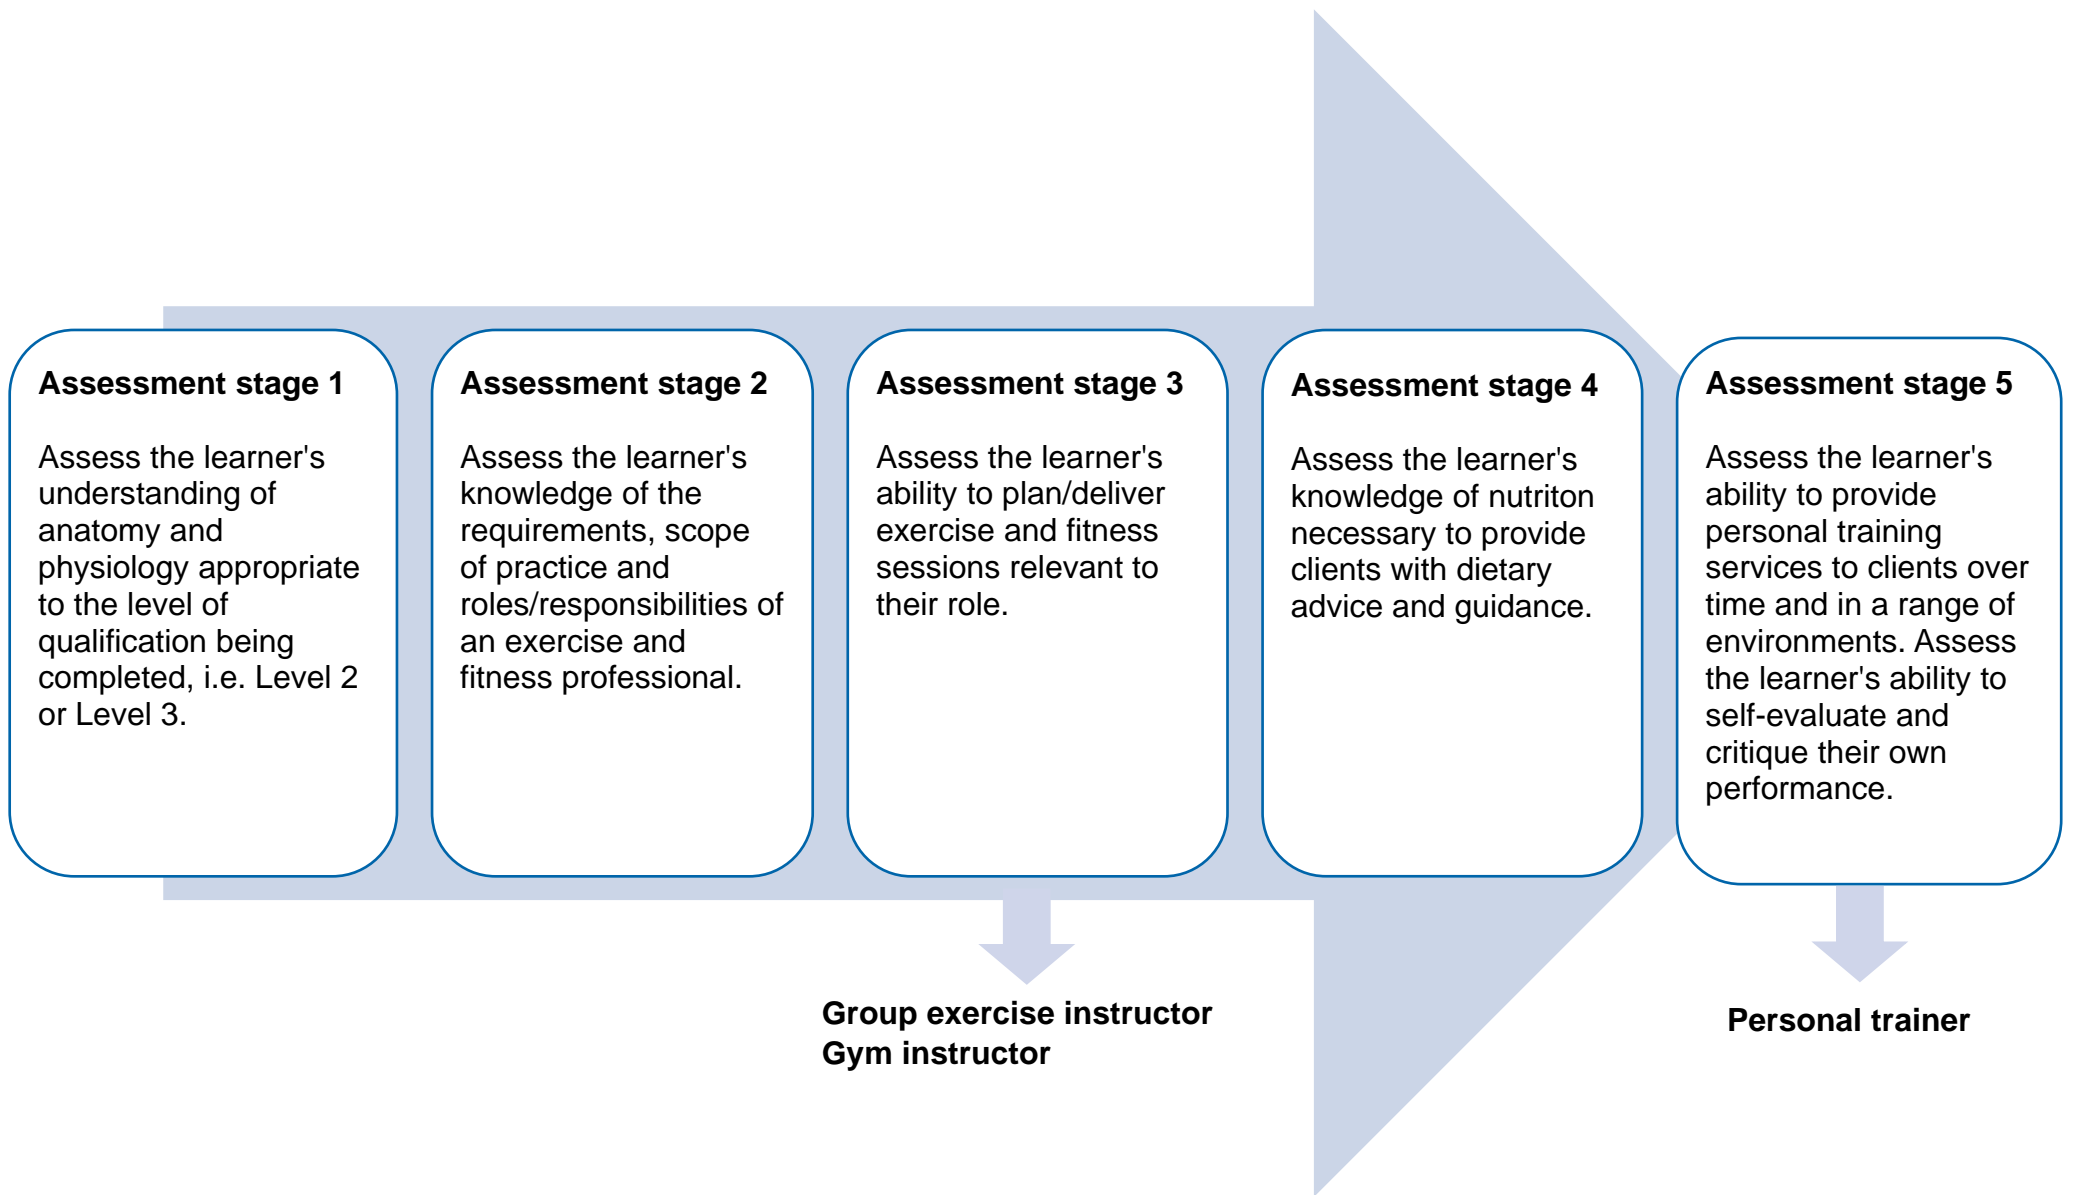 Assessment stage 1
Assess the learner's
understanding of
anatomy and
physiology appropriate
to the level of
qualification being
completed, i.e. Level 2
or Level 3.
Assessment stage 2
Assess the learner's
knowledge of the
requirements, scope
of practice and
roles/responsibilities of
an exercise and
fitness professional.
Assessment stage 3
Assess the learner's
ability to plan/deliver
exercise and fitness
sessions relevant to
their role.
Assessment stage 4
Assess the learner's
knowledge of nutriton
necessary to provide
clients with dietary
advice and guidance.
Assessment stage 5
Assess the learner's
ability to provide
personal training
services to clients over
time and in a range of
environments. Assess
the learner's ability to
self-evaluate and
critique their own
performance.
Group exercise instructor
Gym instructor
Personal trainer